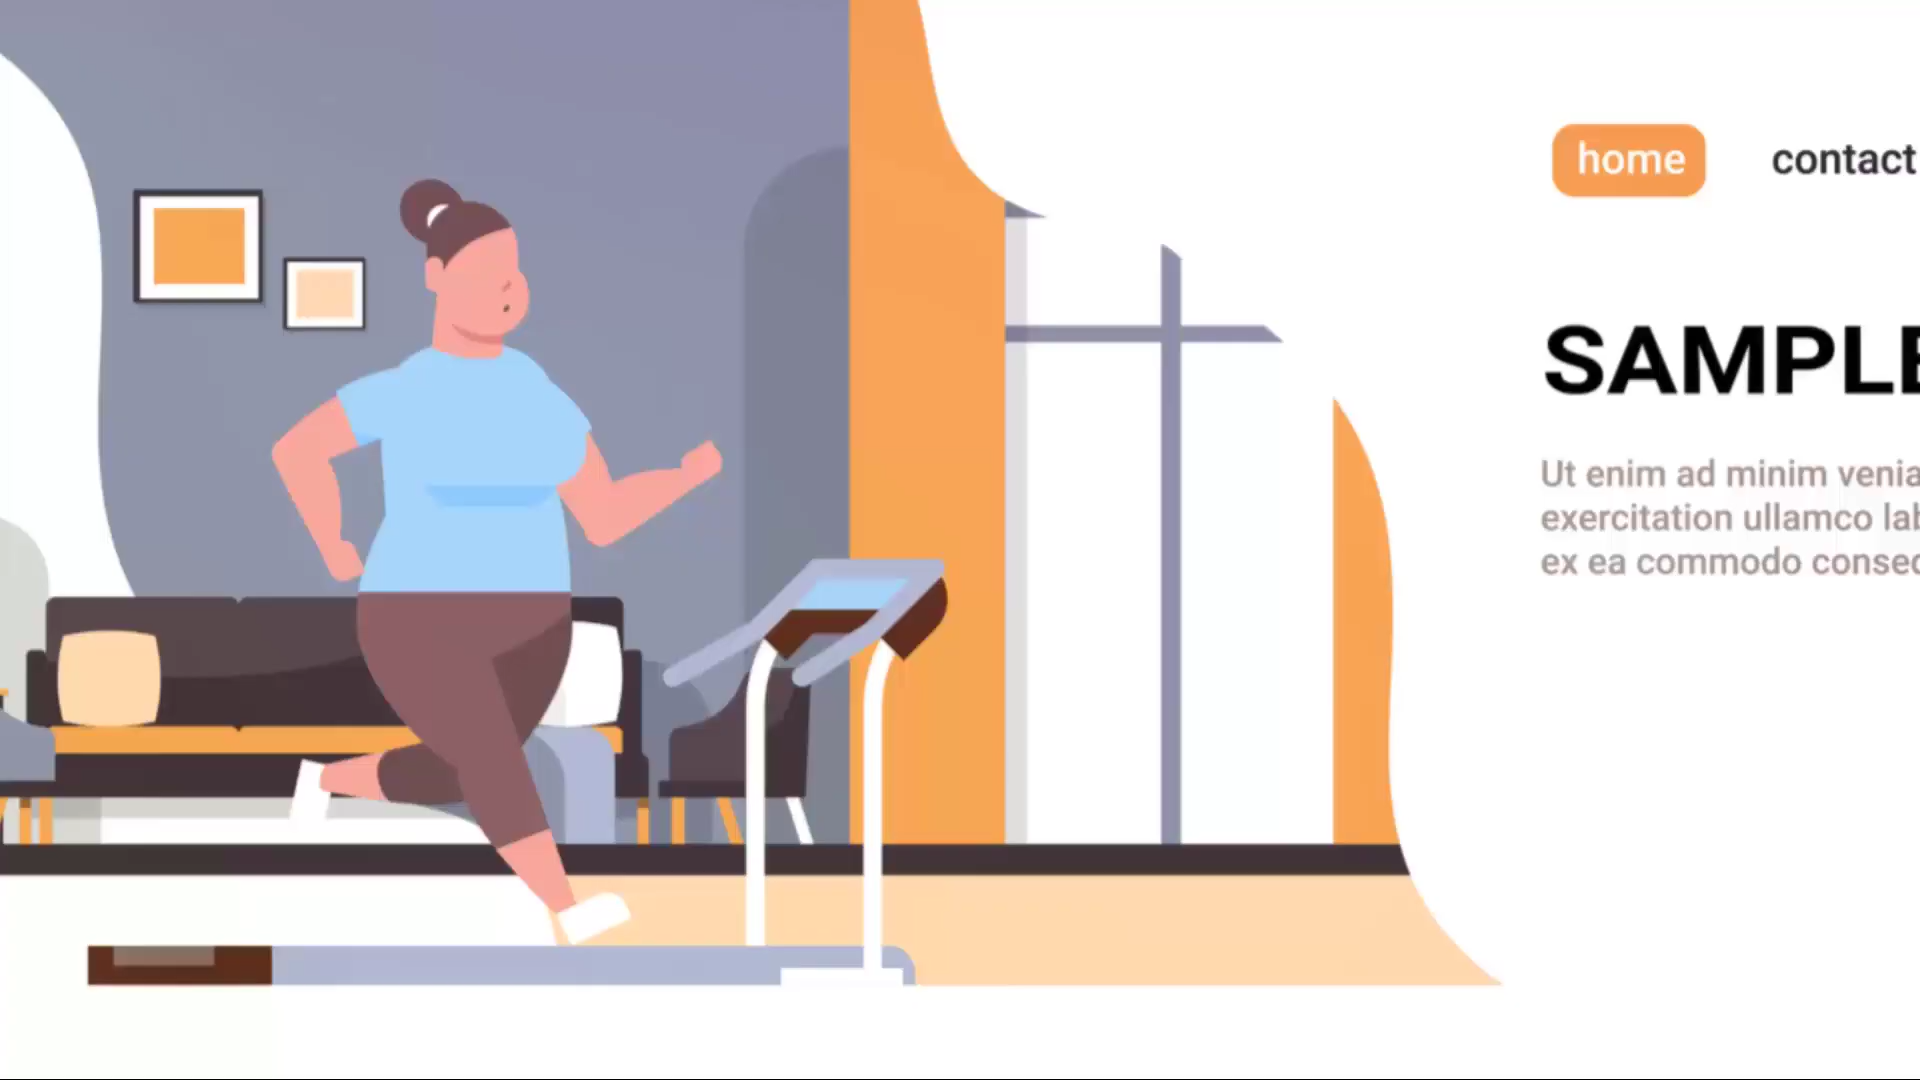 home contact
SAMPLE
Ut enim ad minim venia
exercitation ullamco lab
ex ea commodo consec